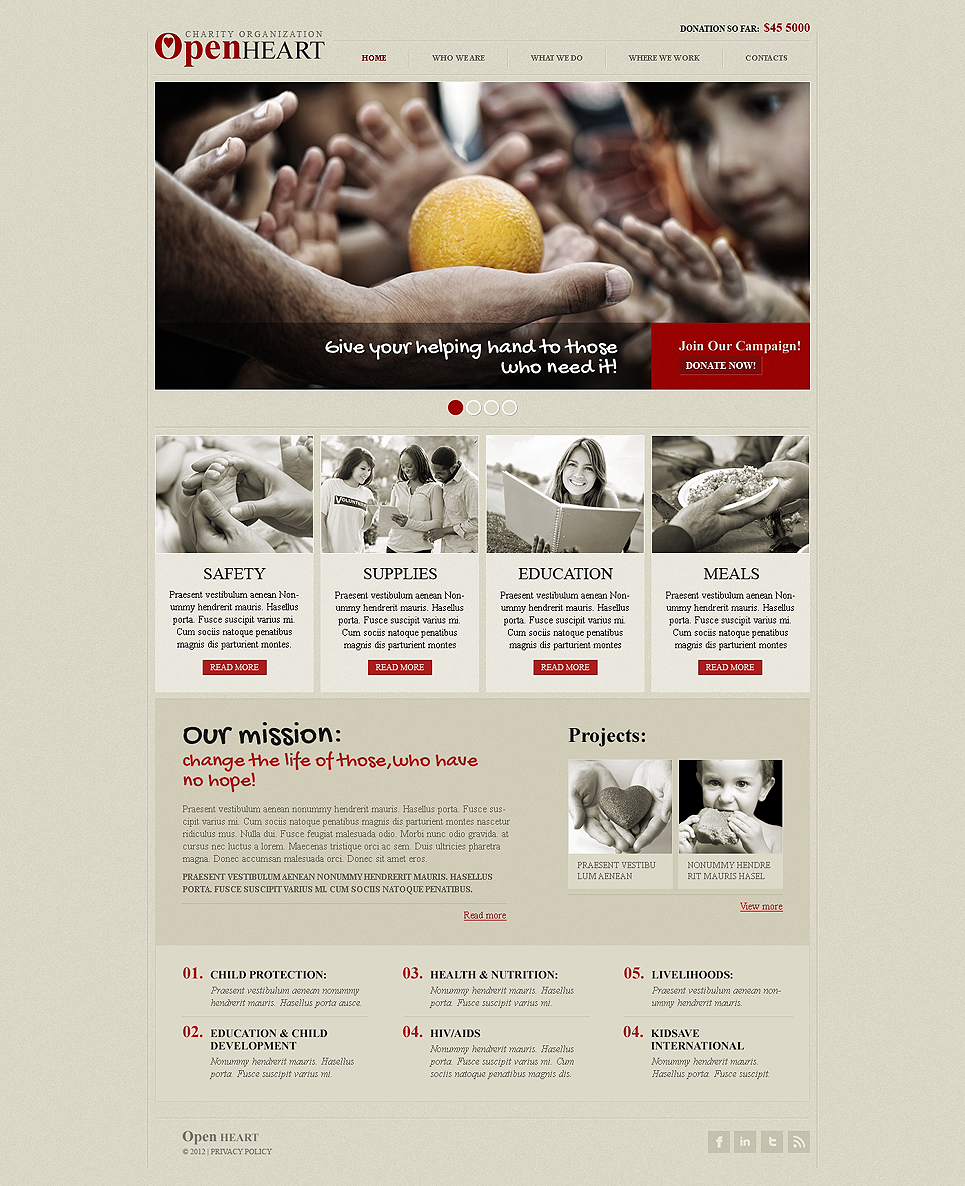 CHARITY ORGANIZATION
OpenHEART
DONATION SO FAR: $45 5000
HOME WHO WE ARE WHAT WE DO WHERE WE WORK CONTACTS
Give your helping hand to those
who need it!
Join Our Campaign!
DONATE NOW!
VOLUNTEER
SAFETY
Praesent vestibulum aenean Non-
ummy hendrerit mauris. Hasellus
porta. Fusce suscipit varius mi.
Cum sociis natoque penatibus
magnis dis parturient montes.
READ MORE
SUPPLIES
Praesent vestibulum aenean Non-
ummy hendrerit mauris. Hasellus
porta. Fusce suscipit varius mi.
Cum sociis natoque penatibus
magnis dis parturient montes
READ MORE
EDUCATION
Praesent vestibulum aenean Non-
ummy hendrerit mauris. Hasellus
porta. Fusce suscipit varius mi.
Cum sociis natoque penatibus
magnis dis parturient montes
READ MORE
MEALS
Praesent vestibulum aenean Non-
ummy hendrerit mauris. Hasellus
porta. Fusce suscipit varius mi.
Cum sociis natoque penatibus
magnis dis parturient montes
READ MORE
Our mission:
change the life of those,who have
no hope!
Praesent vestibulum aenean nonummy hendrerit mauris. Hasellus porta. Fusce sus-
cipit varius mi. Cum sociis natoque penatibus magnis dis parturient montes nascetur
ridiculus mus. Nulla dui. Fusce feugiat malesuada odio. Morbi nunc odio gravida. at
cursus nec luctus a lorem. Maecenas tristique orci ac sem. Duis ultricies pharetra
magna. Donec accumsan malesuada orci. Donec sit amet eros.
PRAESENT VESTIBULUM AENEAN NONUMMY HENDRERIT MAURIS. HASELLUS
PORTA. FUSCE SUSCIPIT VARIUS MI. CUM SOCIIS NATOQUE PENATIBUS.
Read more
Projects:
PRAESENT VESTIBU
LUM AENEAN
NONUMMY HENDRE
RIT MAURIS HASEL
View more
01. CHILD PROTECTION:
Praesent vestibulum aenean nonummy
hendrerit mauris. Hasellus porta ausce.
02. EDUCATION & CHILD
DEVELOPMENT
Nonummy hendrerit mauris. Hasellus
porta. Fusce suscipit varius mi.
03. HEALTH & NUTRITION:
Nonummy hendrerit mauris. Hasellus
porta. Fusce suscipit varius mi.
04. HIV/AIDS
Nonummy hendrerit mauris. Hasellus
porta. Fusce suscipit varius mi. Cum
sociis natoque penatibus magnis dis.
05. LIVELIHOODS:
Praesent vestibulum aenean non-
ummy hendrerit mauris.
04. KIDSAVE
INTERNATIONAL
Nonummy hendrerit mauris.
Hasellus porta. Fusce suscipit.
Open HEART
© 2012 | PRIVACY POLICY